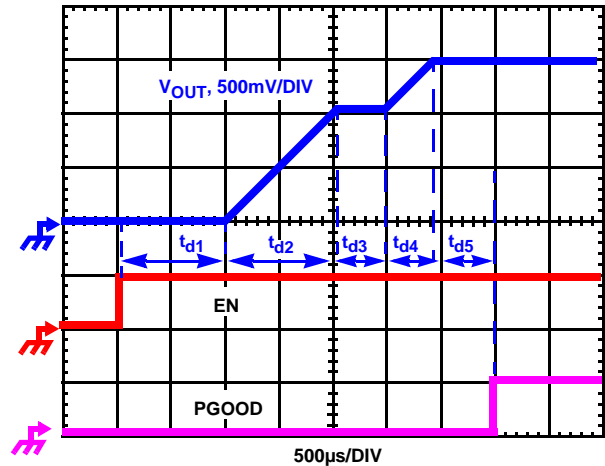 VOUT, 500mV/DIV
td1 td2 td3 td4 td5
EN
PGOOD
500µs/DIV